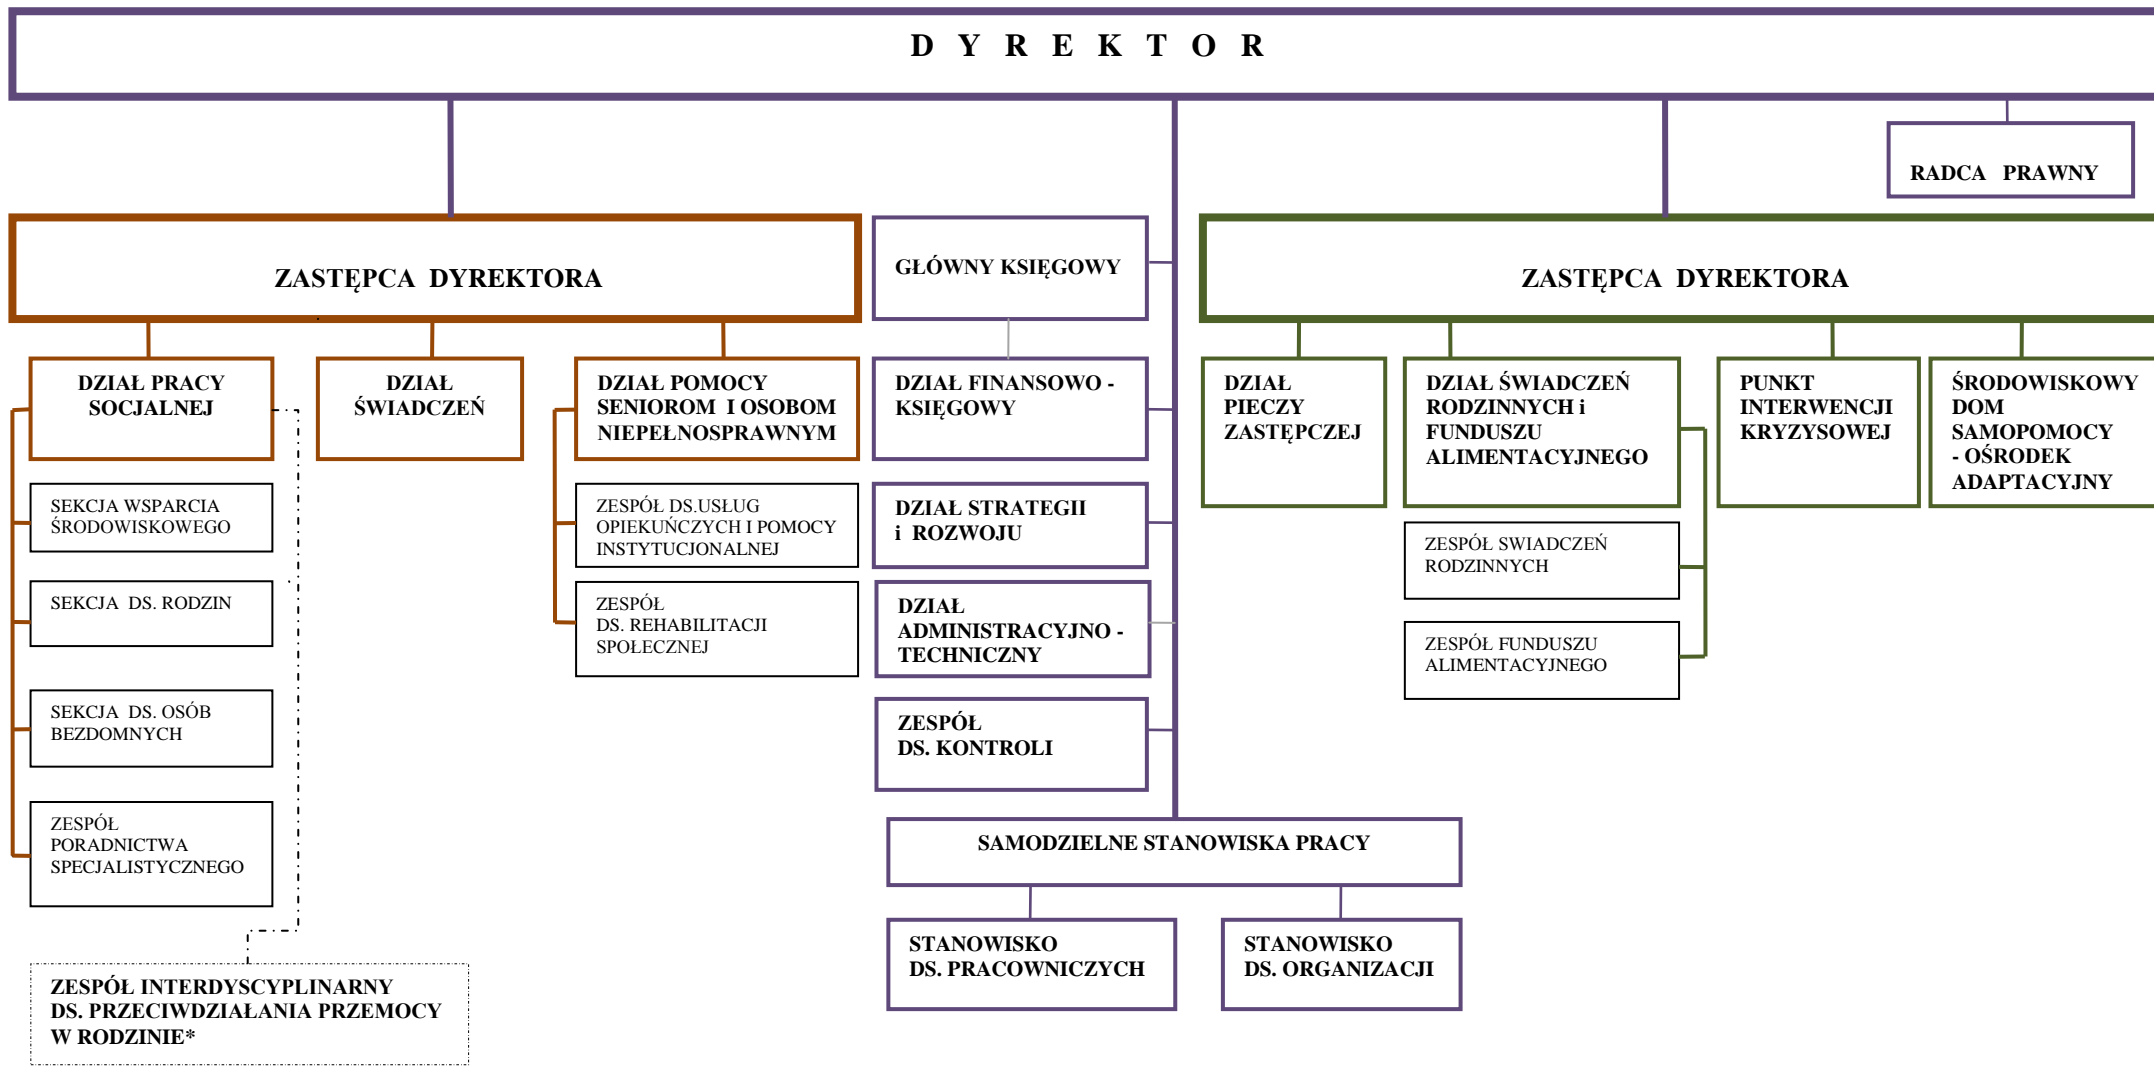 D Y R E K T O R
RADCA PRAWNY
ZASTĘPCA DYREKTORA
GŁÓWNY KSIĘGOWY
ZASTĘPCA DYREKTORA
DZIAŁ PRACY
SOCJALNEJ
DZIAŁ
ŚWIADCZEŃ
DZIAŁ POMOCY
SENIOROM I OSOBOM
NIEPEŁNOSPRAWNYM
DZIAŁ FINANSOWO -
KSIĘGOWY
DZIAŁ
PIECZY
ZASTĘPCZEJ
DZIAŁ ŚWIADCZEŃ
RODZINNYCH i
FUNDUSZU
ALIMENTACYJNEGO
PUNKT
INTERWENCJI
KRYZYSOWEJ
ŚRODOWISKOWY
DOM
SAMOPOMOCY
- OŚRODEK
ADAPTACYJNY
SEKCJA WSPARCIA
ŚRODOWISKOWEGO
ZESPÓŁ DS.USŁUG
OPIEKUŃCZYCH I POMOCY
INSTYTUCJONALNEJ
DZIAŁ STRATEGII
i ROZWOJU
ZESPÓŁ SWIADCZEŃ
RODZINNYCH
SEKCJA DS. RODZIN
ZESPÓŁ
DS. REHABILITACJI
SPOŁECZNEJ
DZIAŁ
ADMINISTRACYJNO -
TECHNICZNY
ZESPÓŁ FUNDUSZU
ALIMENTACYJNEGO
SEKCJA DS. OSÓB
BEZDOMNYCH
ZESPÓŁ
DS. KONTROLI
ZESPÓŁ
PORADNICTWA
SPECJALISTYCZNEGO
SAMODZIELNE STANOWISKA PRACY
STANOWISKO
DS. PRACOWNICZYCH
STANOWISKO
DS. ORGANIZACJI
ZESPÓŁ INTERDYSCYPLINARNY
DS. PRZECIWDZIAŁANIA PRZEMOCY
W RODZINIE*